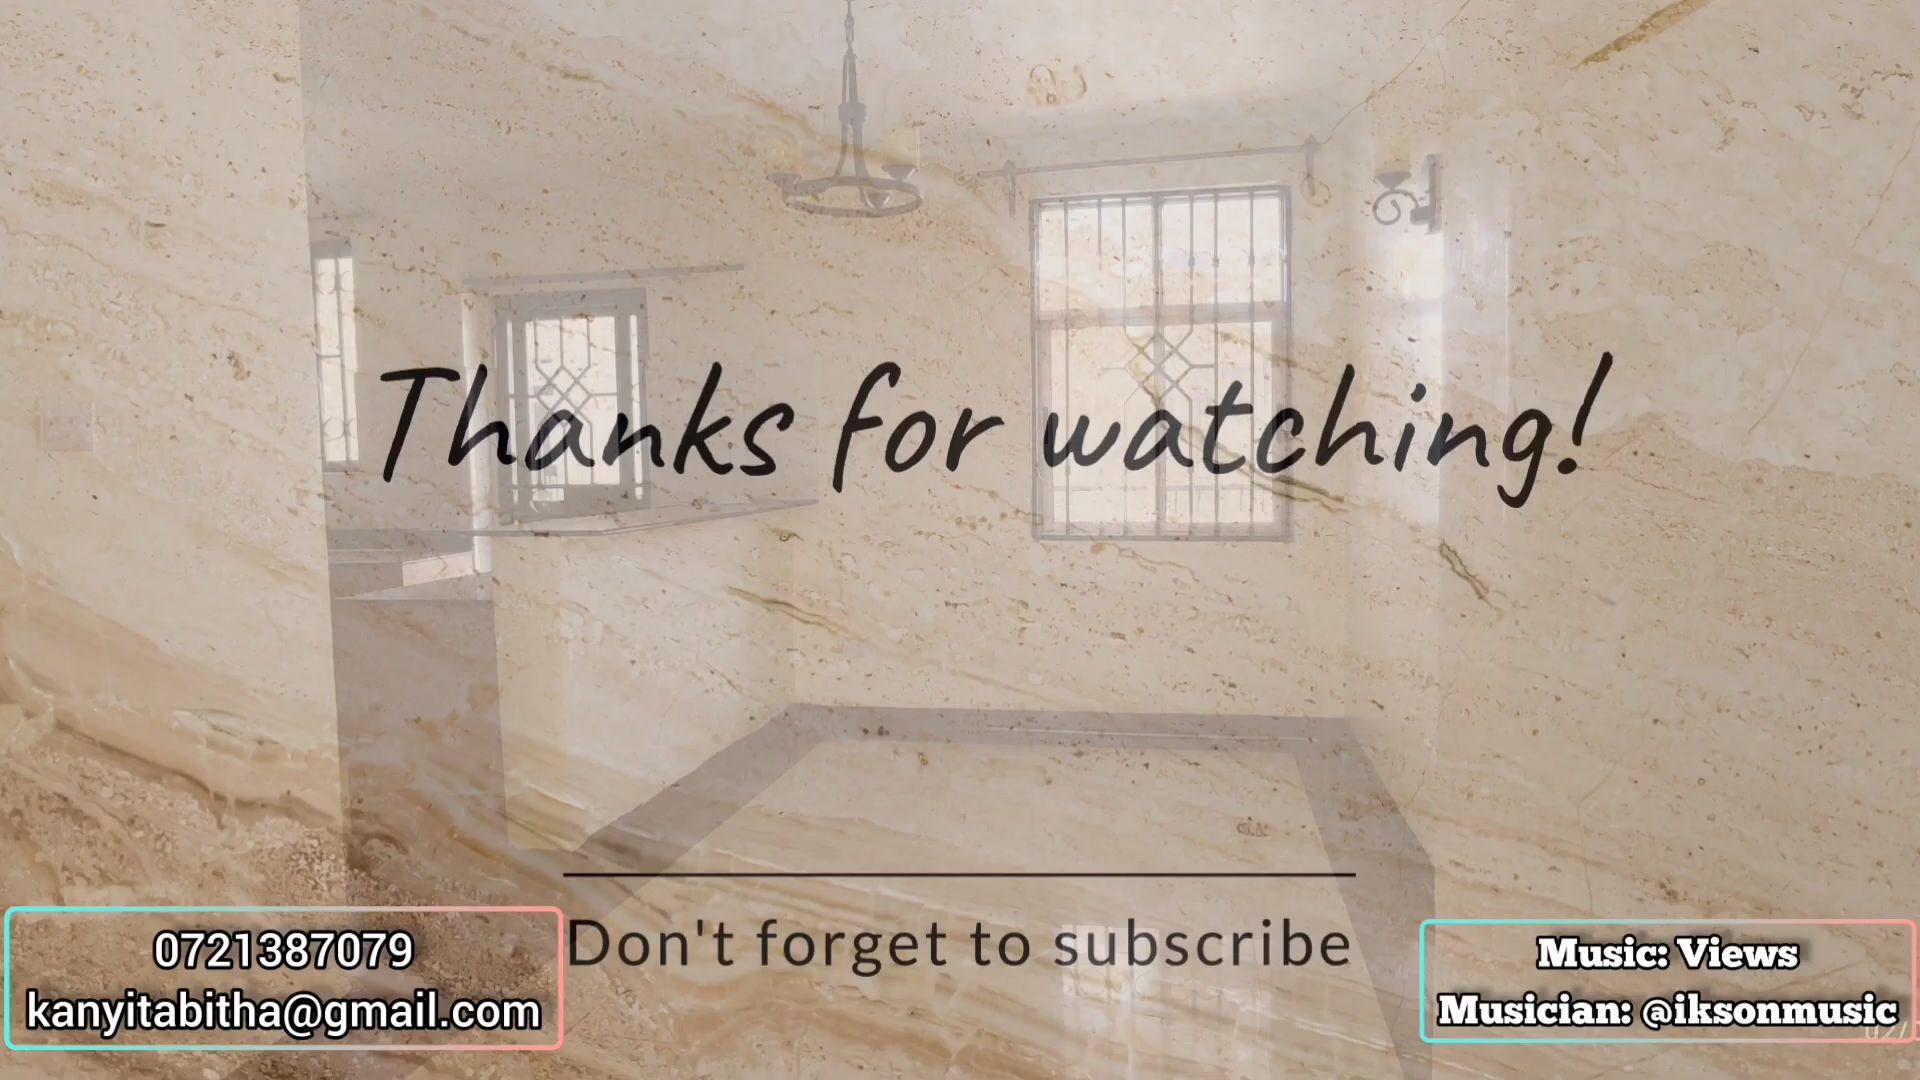 Thanks for watching!
Don't forget to subscribe
0721387079
kanyitabitha@gmail.com
Music: Views
Musician: @iksonmusic